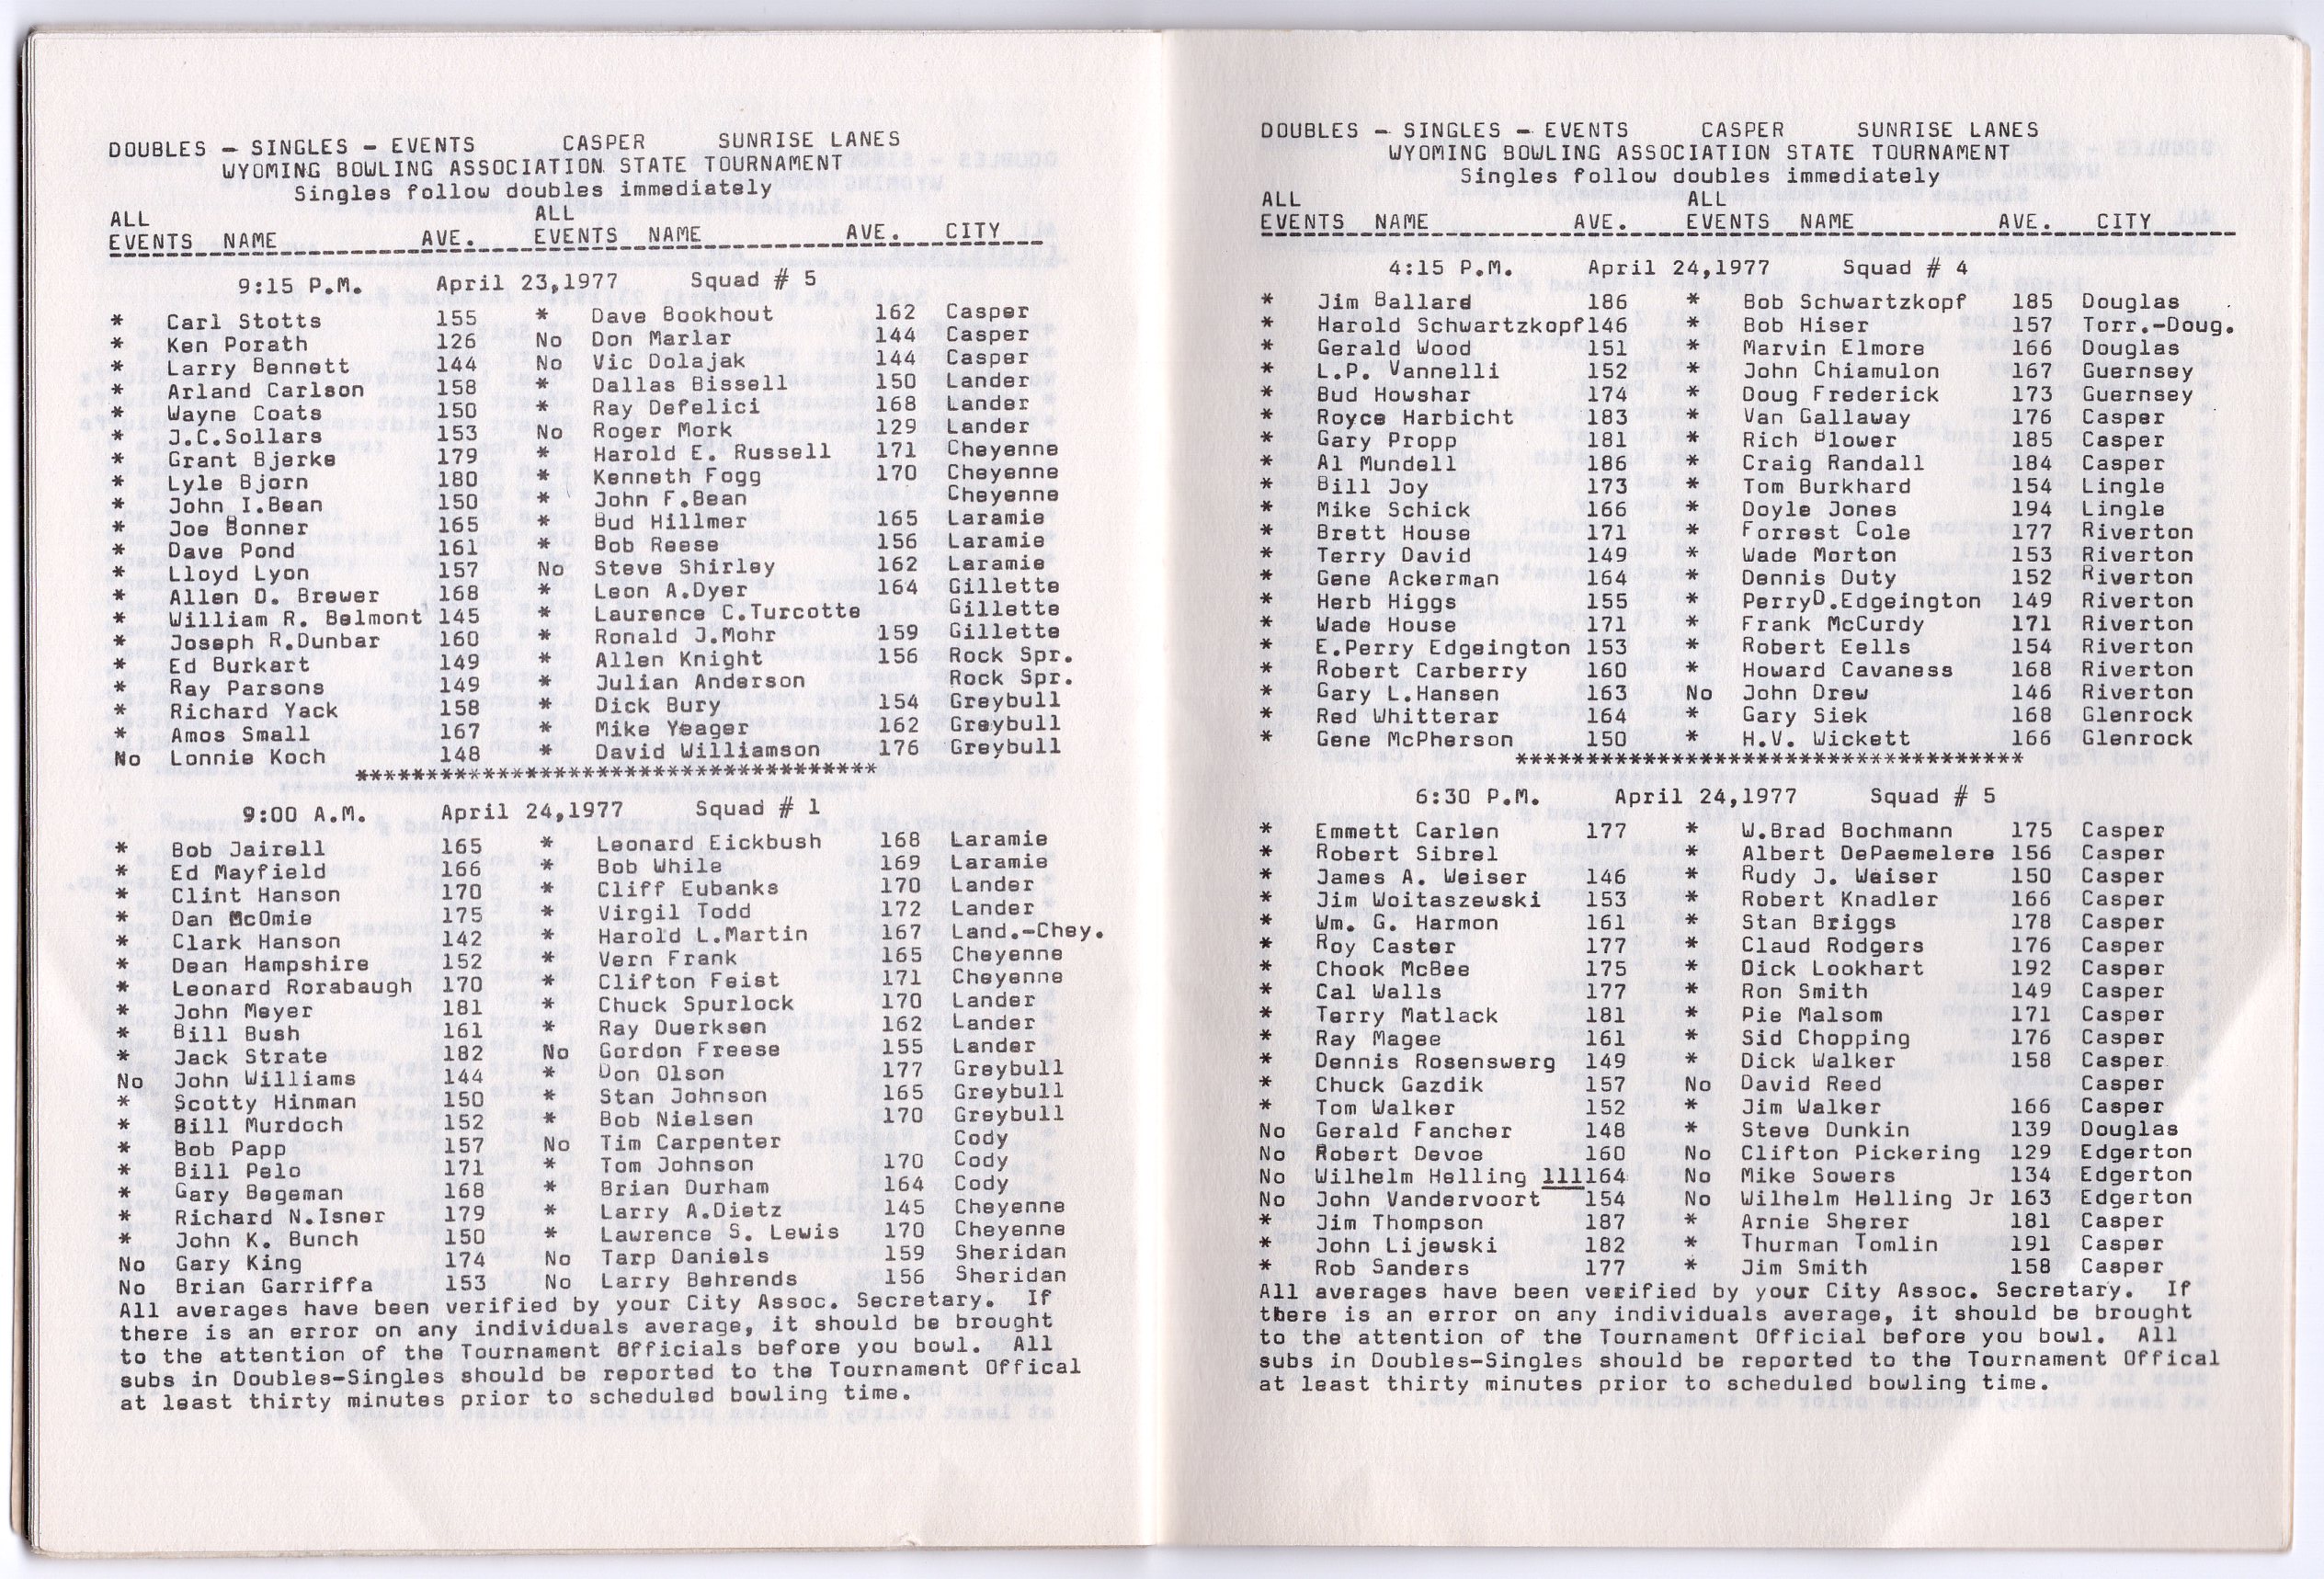 DOUBLES - SINGLES - EVENTS CASPER SUNRISE LANES
WYOMING BOWLING ASSOCIATION STATE TOURNAMENT
Singles follow doubles immediately
ALL ALL
EVENTS NAME AVE. EVENTS NAME AVE. CITY
9:15 P.M. April 23,1977 Squad # 5
* Carl Stotts 155 * Dave Bookhout 162 Casper
* Ken Porath 126 No Don Marlar 144 Casper
* Larry Bennett 144 No Vic Dolajak 144 Casper
* Arland Carlson 158 * Dallas Bissell 150 Lander
* Wayne Coats 150 * Ray Defelici 168 Lander
* J.C.Sollars 153 No Roger Mork 129 Lander
* Grant Bjerke 179 * Harold E. Russell 171 Cheyenne
* Lyle Bjorn 180 * Kenneth Fogg 170 Cheyenne
* John I.Bean 150 * John F.Bean Cheyenne
* Joe Bonner 165 * Bud Hillmer 165 Laramie
* Dave Pond 161 * Bob Reese 156 Laramie
* Lloyd Lyon 157 No Steve Shirley 162 Laramie
* Allen D. Brewer 168 * Leon A.Dyer 164 Gillette
* William R. Belmont 145 * Laurence C.Turcotte Gillette
* Joseph R.Dunbar 160 * Ronald J.Mohr 159 Gillette
* Ed Burkart 149 * Allen Knight 156 Rock Spr.
* Ray Parsons 149 * Julian Anderson Rock Spr.
* Richard Yack 158 * Dick Bury 154 Greybull
* Amos Small 167 * Mike Yeager 162 Greybull
No Lonnie Koch 148 * David Williamson 176 Greybull
*************************************
9:00 A.M. April 24,1977 Squad # 1
* Bob Jairell 165 * Leonard Eickbush 168 Laramie
* Ed Mayfield 166 * Bob While 169 Laramie
* Clint Hanson 170 * Cliff Eubanks 170 Lander
* Dan McOmie 175 * Virgil Todd 172 Lander
* Clark Hanson 142 * Harold L.Martin 167 Land.-Chey.
* Dean Hampshire 152 * Vern Frank 165 Cheyenne
* Leonard Rorabaugh 170 * Clifton Feist 171 Cheyenne
* John Meyer 181 * Chuck Spurlock 170 Lander
* Bill Bush 161 * Ray Duerksen 162 Lander
* Jack Strate 182 No Gordon Freese 155 Lander
No John Williams 144 * Don Olson 177 Greybull
* Scotty Hinman 150 * Stan Johnson 165 Greybull
* Bill Murdoch 152 * Bob Nielsen 170 Greybull
* Bob Papp 157 No Tim Carpenter Cody
* Bill Pelo 171 * Tom Johnson 170 Cody
* Gary Begeman 168 * Brian Durham 164 Cody
* Richard N.Isner 179 * Larry A.Dietz 145 Cheyenne
* John K. Bunch 150 * Lawrence S. Lewis 170 Cheyenne
No Gary King 174 No Tarp Daniels 159 Sheridan
No Brian Garriffa 153 No Larry Behrends 156 Sheridan
All averages have been verified by your City Assoc. Secretary. If
there is an error on any individuals average, it should be brought
to the attention of the Tournament Officials before you bowl. All
subs in Doubles-Singles should be reported to the Tournament Offical
at least thirty minutes prior to scheduled bowling time.
DOUBLES - SINGLES - EVENTS CASPER SUNRISE LANES
WYOMING BOWLING ASSOCIATION STATE TOURNAMENT
Singles follow doubles immediately
ALL ALL
EVENTS NAME AVE. EVENTS NAME AVE. CITY
4:15 P.M. April 24,1977 Squad # 4
* Jim Ballard 186 * Bob Schwartzkopf 185 Douglas
* Harold Schwartzkopf146 * Bob Hiser 157 Torr.-Doug.
* Gerald Wood 151 * Marvin Elmore 166 Douglas
* L.P. Vannelli 152 * John Chiamulon 167 Guernsey
* Bud Howshar 174 * Doug Frederick 173 Guernsey
* Royce Harbicht 183 * Van Galloway 176 Casper
* Gary Propp 181 * Rich Blower 185 Casper
* Al Mundell 186 * Craig Randall 184 Casper
* Bill Joy 173 * Tom Burkhard 154 Lingle
* Mike Schick 166 * Doyle Jones 194 Lingle
* Brett House 171 * Forrest Cole 177 Riverton
* Terry David 149 * Wade Morton 153 Riverton
* Gene Ackerman 164 * Dennis Duty 152 Riverton
* Herb Higgs 155 * PerryD.Edgeington 149 Riverton
* Wade House 171 * Frank McCurdy 171 Riverton
* E.Perry Edgeington 153 * Robert Eells 154 Riverton
* Robert Carberry 160 * Howard Cavaness 168 Riverton
* Gary L.Hansen 163 No John Drew 146 Riverton
* Red Whitterar 164 * Gary Siek 168 Glenrock
* Gene McPherson 150 * H.V. Wickett 166 Glenrock
************************************
6:30 P.M. April 24,1977 Squad # 5
* Emmett Carlen 177 * W.Brad Bochmann 175 Casper
* Robert Sibrel * Albert DePaemelere 156 Casper
* James A. Weiser 146 * Rudy J. Weiser 150 Casper
* Jim Woitaszewski 153 * Robert Knadler 166 Casper
* Wm. G. Harmon 161 * Stan Briggs 178 Casper
* Roy Caster 177 * Claud Rodgers 176 Casper
* Chook McBee 175 * Dick Lookhart 192 Casper
* Cal Walls 177 * Ron Smith 149 Casper
* Terry Matlack 181 * Pie Malsom 171 Casper
* Ray Magee 161 * Sid Chopping 176 Casper
* Dennis Rosenswerg 149 * Dick Walker 158 Casper
* Chuck Gazdik 157 No David Reed Casper
* Tom Walker 152 * Jim Walker 166 Casper
No Gerald Fancher 148 * Steve Dunkin 139 Douglas
No Robert Devoe 160 No Clifton Pickering 129 Edgerton
No Wilhelm Helling 111164 No Mike Sowers 134 Edgerton
No John Vandervoort 154 No Wilhelm Helling Jr 163 Edgerton
* Jim Thompson 187 * Arnie Sherer 181 Casper
* John Lijewski 182 * Thurman Tomlin 191 Casper
* Rob Sanders 177 * Jim Smith 158 Casper
All averages have been verified by your City Assoc. Secretary. If
there is an error on any individuals average, it should be brought
to the attention of the Tournament Official before you bowl. All
subs in Doubles-Singles should be reported to the Tournament Offical
at least thirty minutes prior to scheduled bowling time.